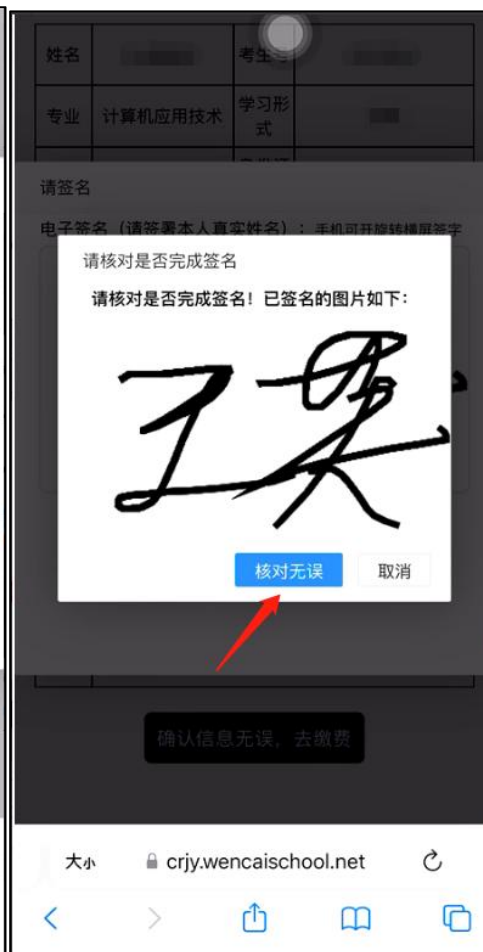 姓名 考生号
专业 计算机应用技术 学习形式
请签名
电子签名（请签署本人真实姓名）：手机可开旋转横屏签字
请核对是否完成签名
请核对是否完成签名！已签名的图片如下：
核对无误 取消
确认信息无误，去缴费
大小 crjy.wencaischool.net